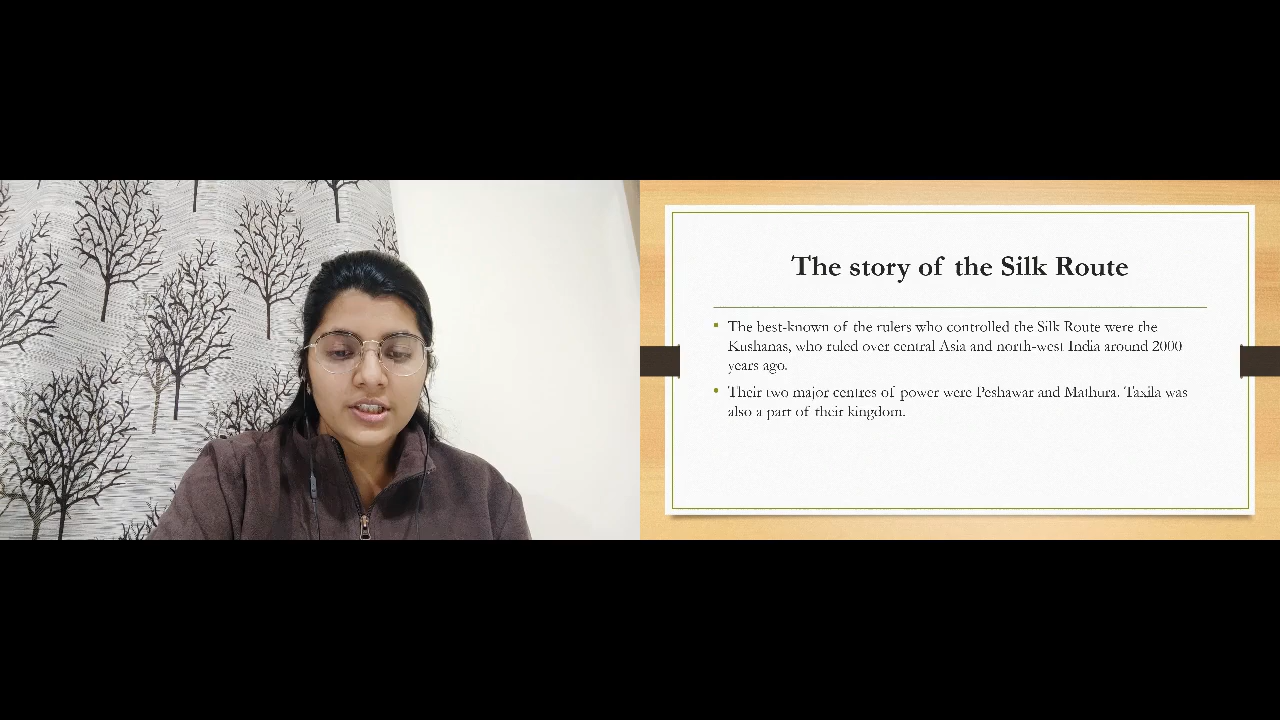 The story of the Silk Route
The best-known of the rulers who controlled the Silk Route were the
Kushanas, who ruled over central Asia and north-west India around 2000
years ago.
Their two major centres of power were Peshawar and Mathura. Taxila was
also a part of their kingdom.